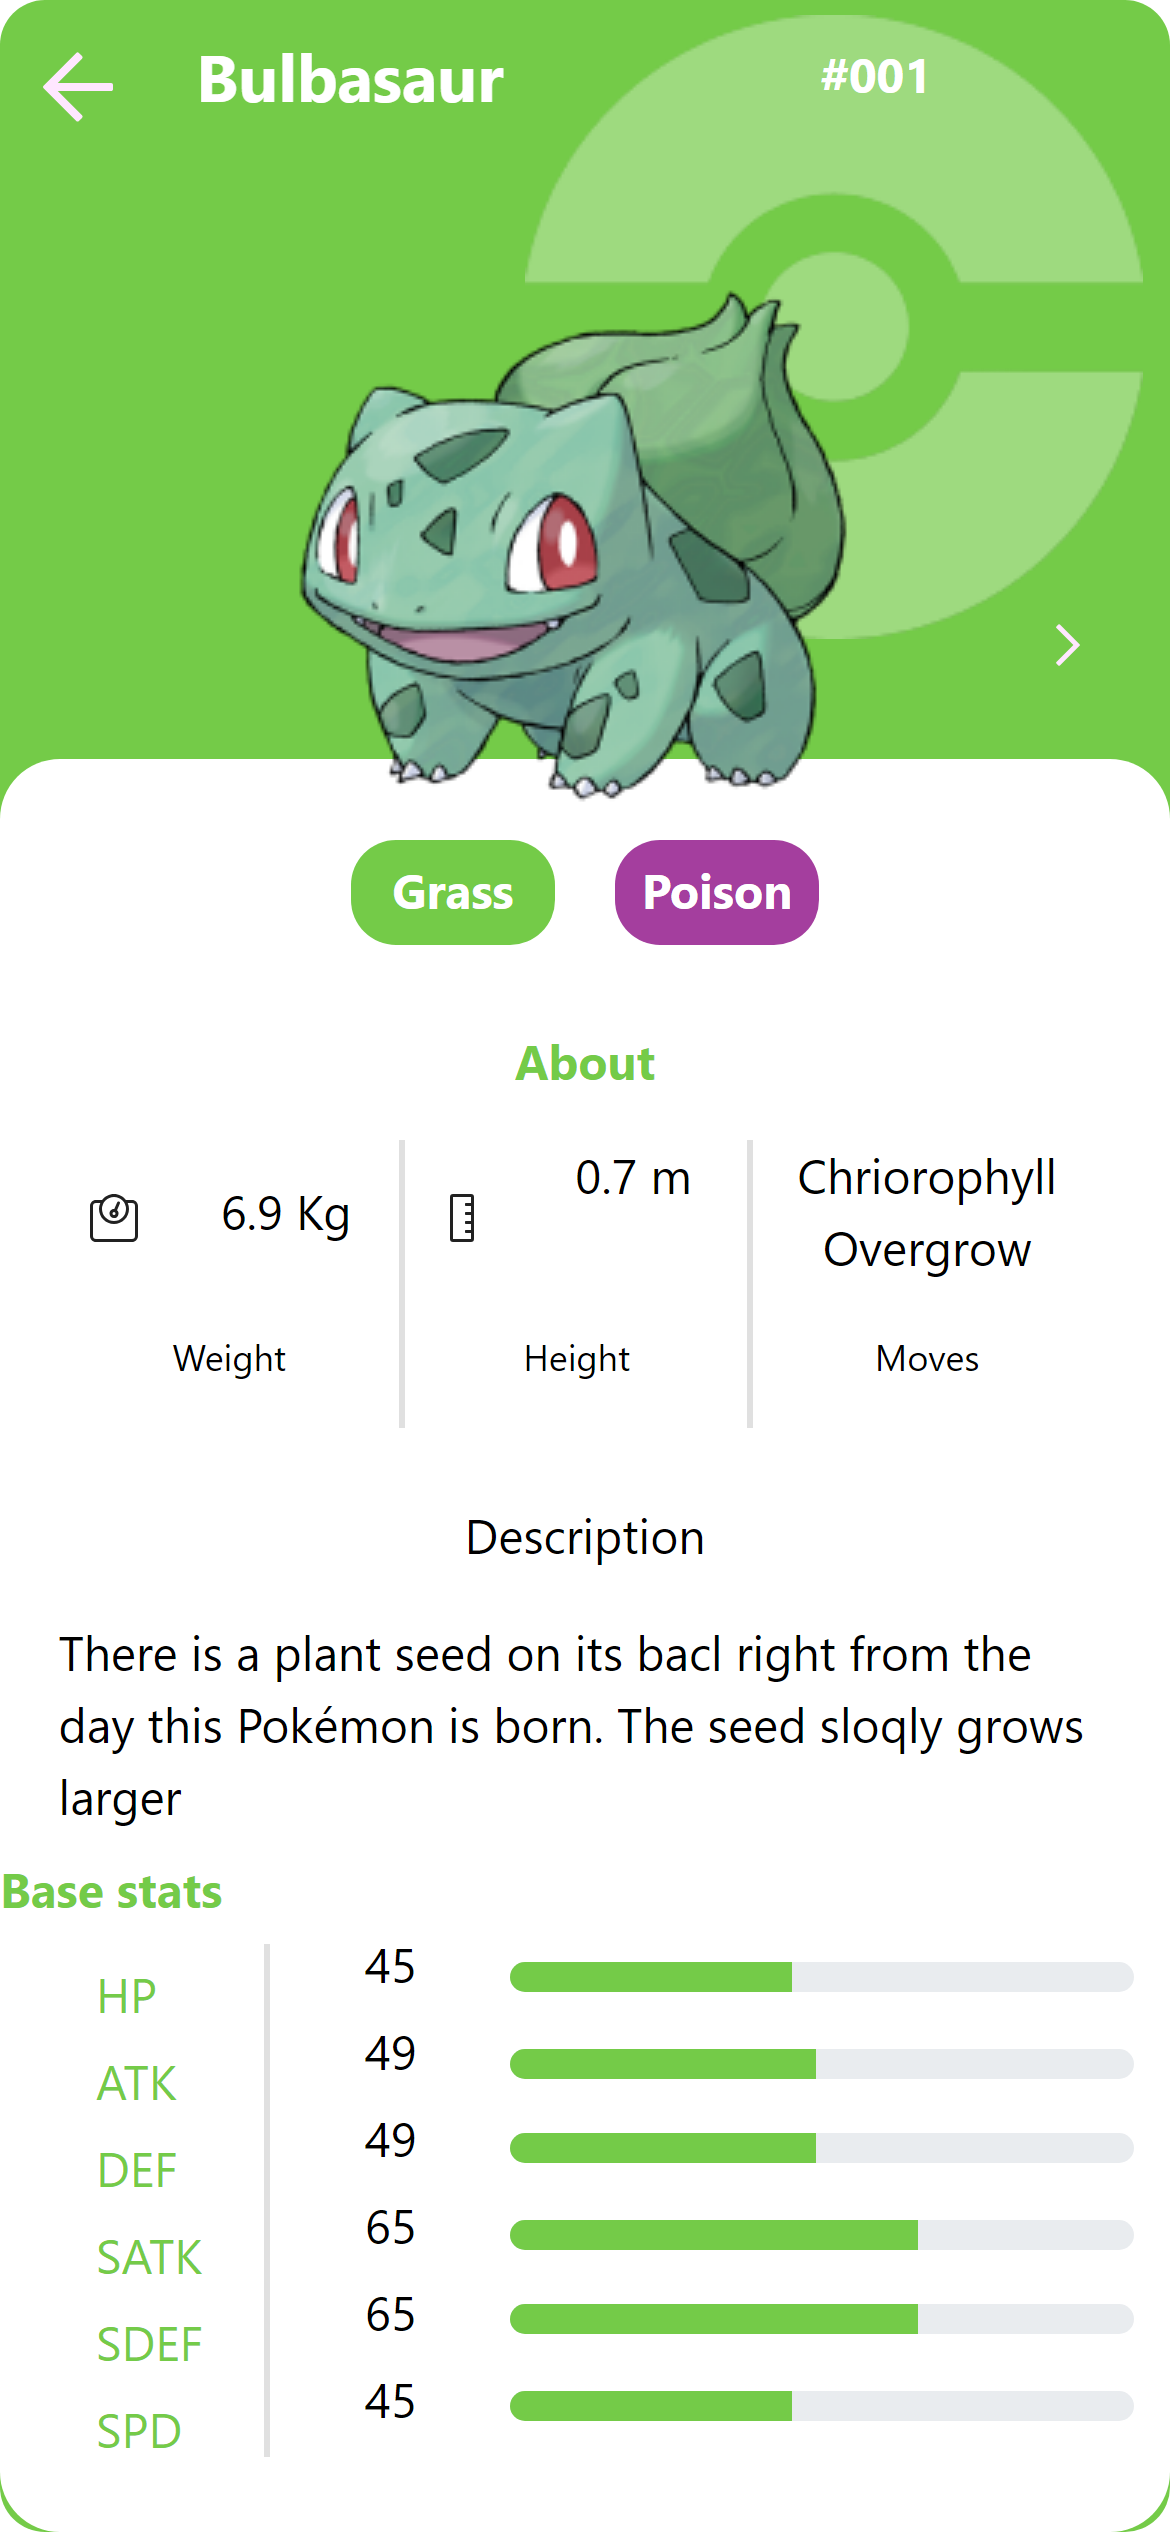 Bulbasaur #001
Grass Poison
About
6.9 Kg 0.7 m Chriorophyll
Overgrow
Weight Height Moves
Description
There is a plant seed on its bacl right from the
day this Pokémon is born. The seed sloqly grows
larger
Base stats
HP 45
ATK 49
DEF 49
SATK 65
SDEF 65
SPD 45